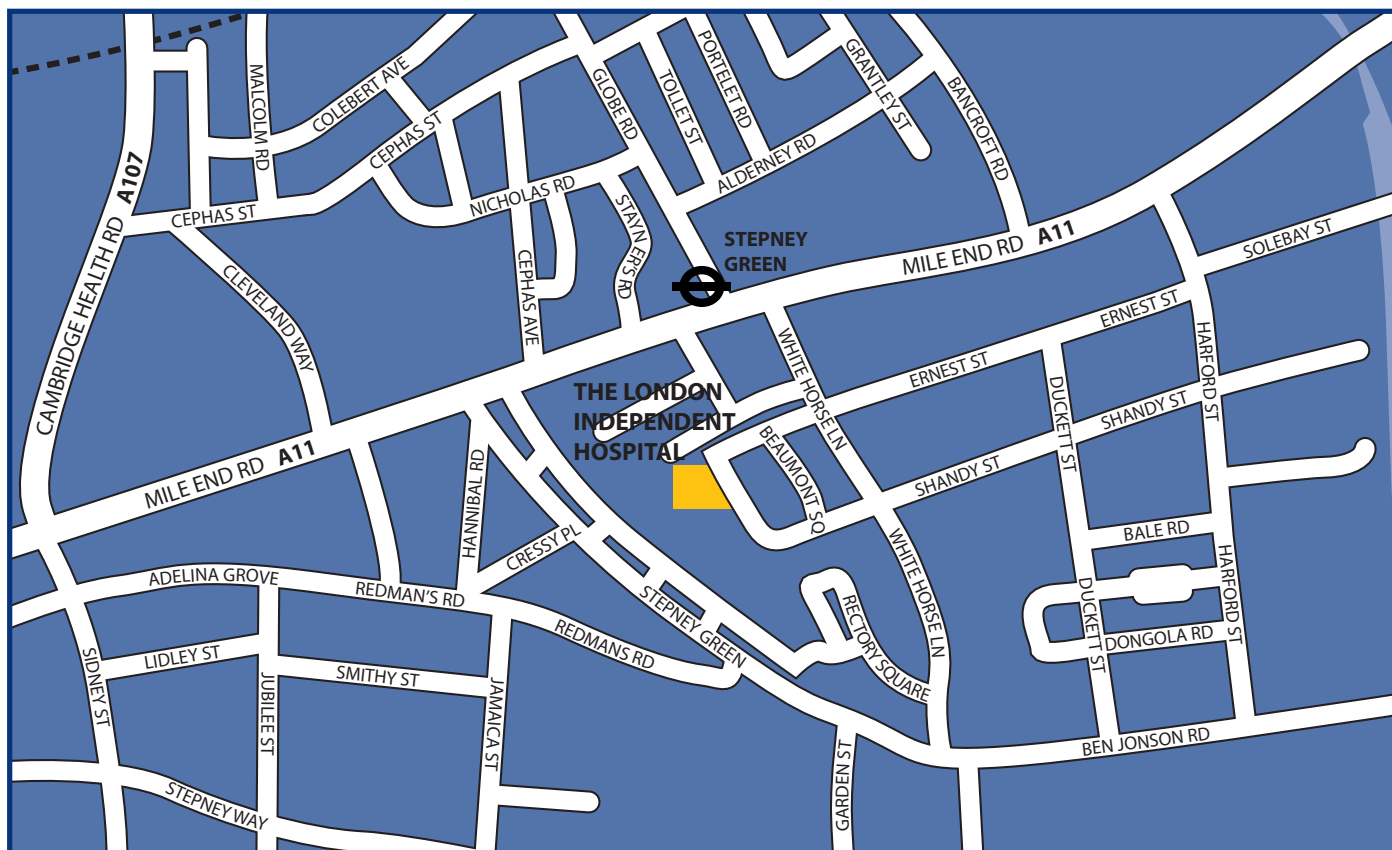 PORTELET RD
GRANTLEY ST
GLOBE RD
TOLLET ST
MALCOLM RD
COLEBERT AVE
BANCROFT RD
CEPHAS ST
ALDERNEY RD
CAMBRIDGE HEALTH RD A107
NICHOLAS RD
CEPHAS ST
STAYNERS RD
STEPNEY
GREEN
MILE END RD A11
SOLEBAY ST
CLEVELAND WAY
CEPHAS AVE
ERNEST ST
WHITE HORSE LN
ERNEST ST
HARFORD ST
THE LONDON
INDEPENDENT
HOSPITAL
DUCKETT ST
SHANDY ST
BEAUMONT SQ
MILE END RD A11
SHANDY ST
HANNIBAL RD
CRESSY PL
BALE RD
WHITE HORSE LN
ADELINA GROVE
REDMAN'S RD
STEPNEY GREEN
RECTORY SQUARE
DUCKETT ST
HARFORD ST
REDMANS RD
DONGOLA RD
LIDLEY ST
SIDNEY ST
SMITHY ST
JUBILEE ST
JAMAICA ST
BEN JONSON RD
GARDEN ST
STEPNEY WAY